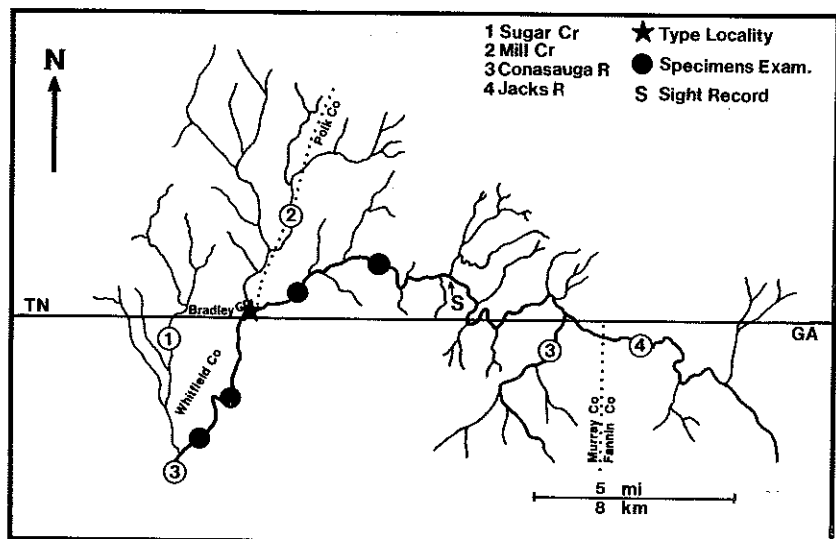 N
1 Sugar Cr
2 Mill Cr
3 Conasauga R
4 Jacks R
★ Type Locality
● Specimens Exam.
S Sight Record
Polk Co
2
Bradley Co
S
TN
GA
1
3
4
Whitfield Co
Murray Co
Fannin Co
3
5 mi
8 km